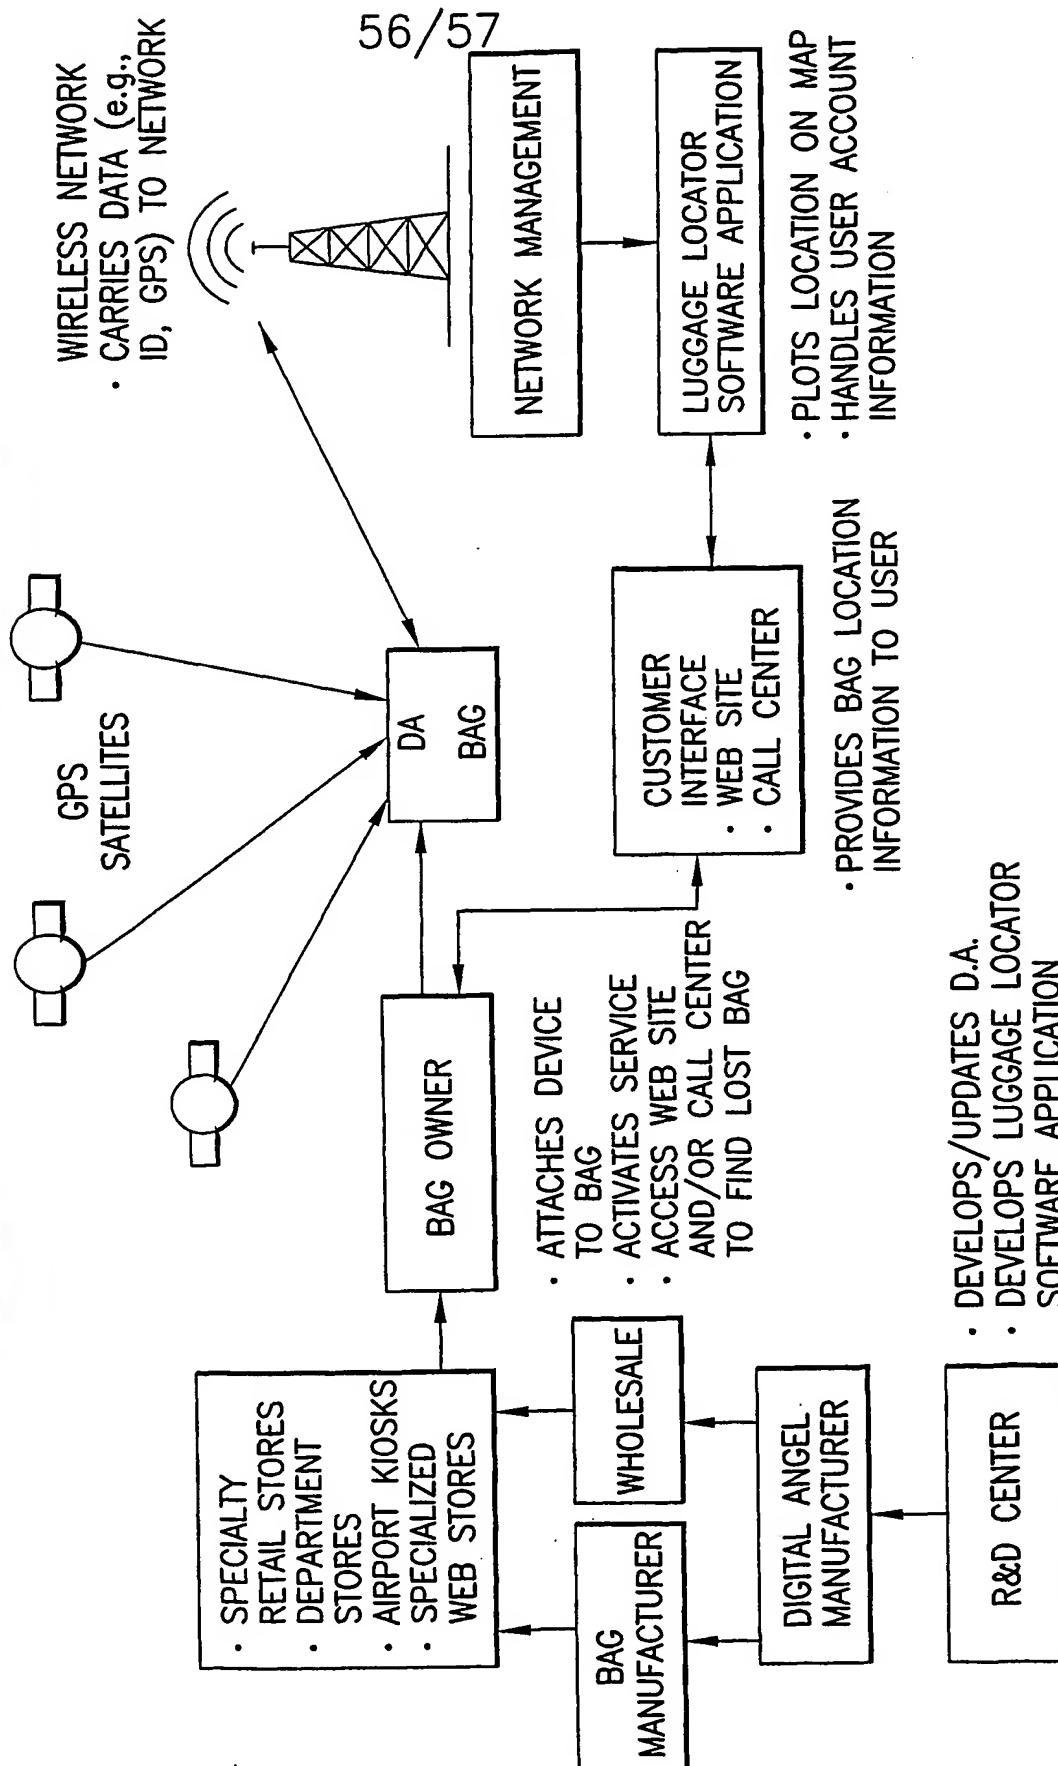 56/57
WIRELESS NETWORK
· CARRIES DATA (e.g.,
ID, GPS) TO NETWORK
GPS
SATELLITES
NETWORK MANAGEMENT
LUGGAGE LOCATOR
SOFTWARE APPLICATION
· PLOTS LOCATION ON MAP
· HANDLES USER ACCOUNT
INFORMATION
DA
BAG
CUSTOMER
INTERFACE
· WEB SITE
· CALL CENTER
· PROVIDES BAG LOCATION
INFORMATION TO USER
BAG OWNER
· ATTACHES DEVICE
TO BAG
· ACTIVATES SERVICE
· ACCESS WEB SITE
AND/OR CALL CENTER
TO FIND LOST BAG
· SPECIALTY
RETAIL STORES
· DEPARTMENT
STORES
· AIRPORT KIOSKS
· SPECIALIZED
WEB STORES
WHOLESALE
BAG
MANUFACTURER
DIGITAL ANGEL
MANUFACTURER
R&D CENTER
· DEVELOPS/UPDATES D.A.
· DEVELOPS LUGGAGE LOCATOR
SOFTWARE APPLICATION